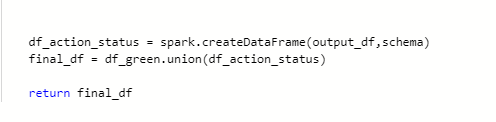 df_action_status = spark.createDataFrame(output_df,schema)
final_df = df_green.union(df_action_status)
return final_df